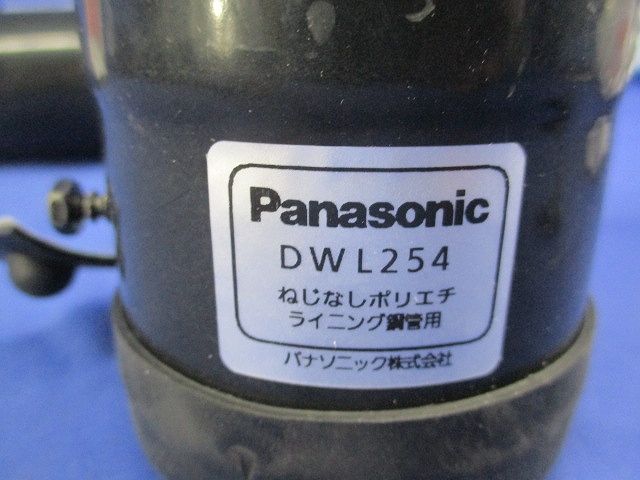 Panasonic
DWL254
ねじなしポリエチ
ライニング鋼管用
パナソニック株式会社